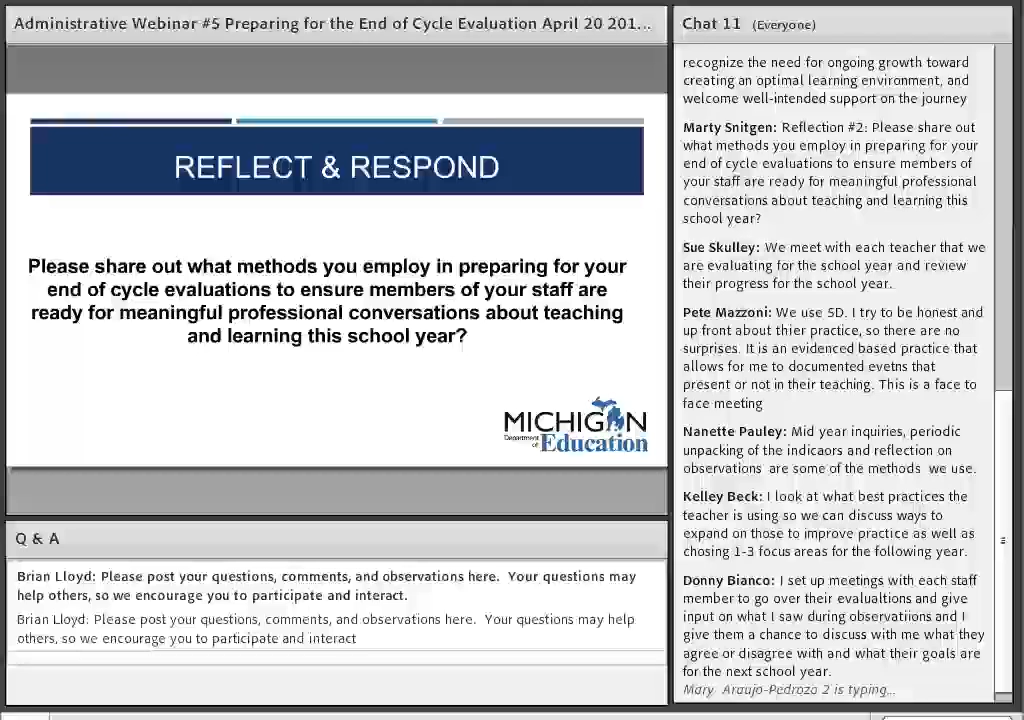 Administrative Webinar #5 Preparing for the End of Cycle Evaluation April 20 201...
REFLECT & RESPOND
Please share out what methods you employ in preparing for your
end of cycle evaluations to ensure members of your staff are
ready for meaningful professional conversations about teaching
and learning this school year?
MICHIGAN
Department of Education
Q & A
Brian Lloyd: Please post your questions, comments, and observations here.  Your questions may
help others, so we encourage you to participate and interact.
Brian Lloyd: Please post your questions, comments, and observations here.  Your questions may help
others, so we encourage you to participate and interact
Chat 11 (Everyone)
recognize the need for ongoing growth toward
creating an optimal learning environment, and
welcome well-intended support on the journey
Marty Snitgen: Reflection #2: Please share out
what methods you employ in preparing for your
end of cycle evaluations to ensure members of
your staff are ready for meaningful professional
conversations about teaching and learning this
school year?
Sue Skulley: We meet with each teacher that we
are evaluating for the school year and review
their progress for the school year.
Pete Mazzoni: We use 5D. I try to be honest and
up front about thier practice, so there are no
surprises. It is an evidenced based practice that
allows for me to documented evetns that
present or not in their teaching. This is a face to
face meeting
Nanette Pauley: Mid year inquiries, periodic
unpacking of the indicaors and reflection on
observations  are some of the methods  we use.
Kelley Beck: I look at what best practices the
teacher is using so we can discuss ways to
expand on those to improve practice as well as
chosing 1-3 focus areas for the following year.
Donny Bianco: I set up meetings with each staff
member to go over their evaluatltions and give
input on what I saw during observatiions and I
give them a chance to discuss with me what they
agree or disagree with and what their goals are
for the next school year.
Mary Araujo-Pedroza 2 is typing...